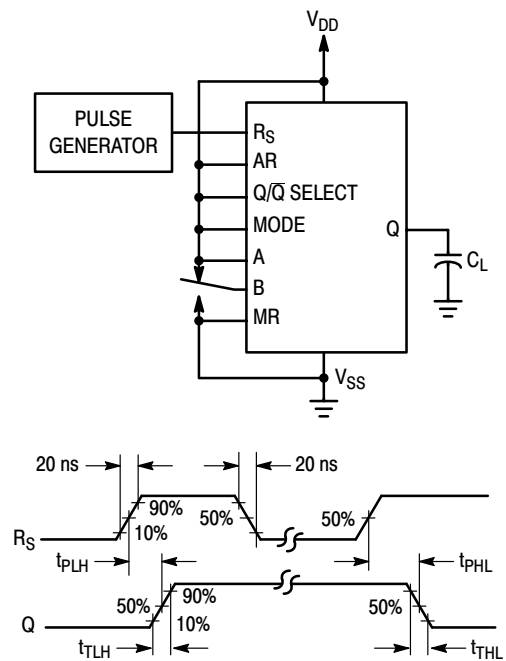 V_DD
PULSE
GENERATOR
R_S
AR
Q/Q̅ SELECT
MODE
Q
A
C_L
B
MR
V_SS
20 ns
20 ns
90%
50%
50%
R_S
10%
t_PLH
t_PHL
90%
50%
50%
Q
10%
t_TLH
t_THL